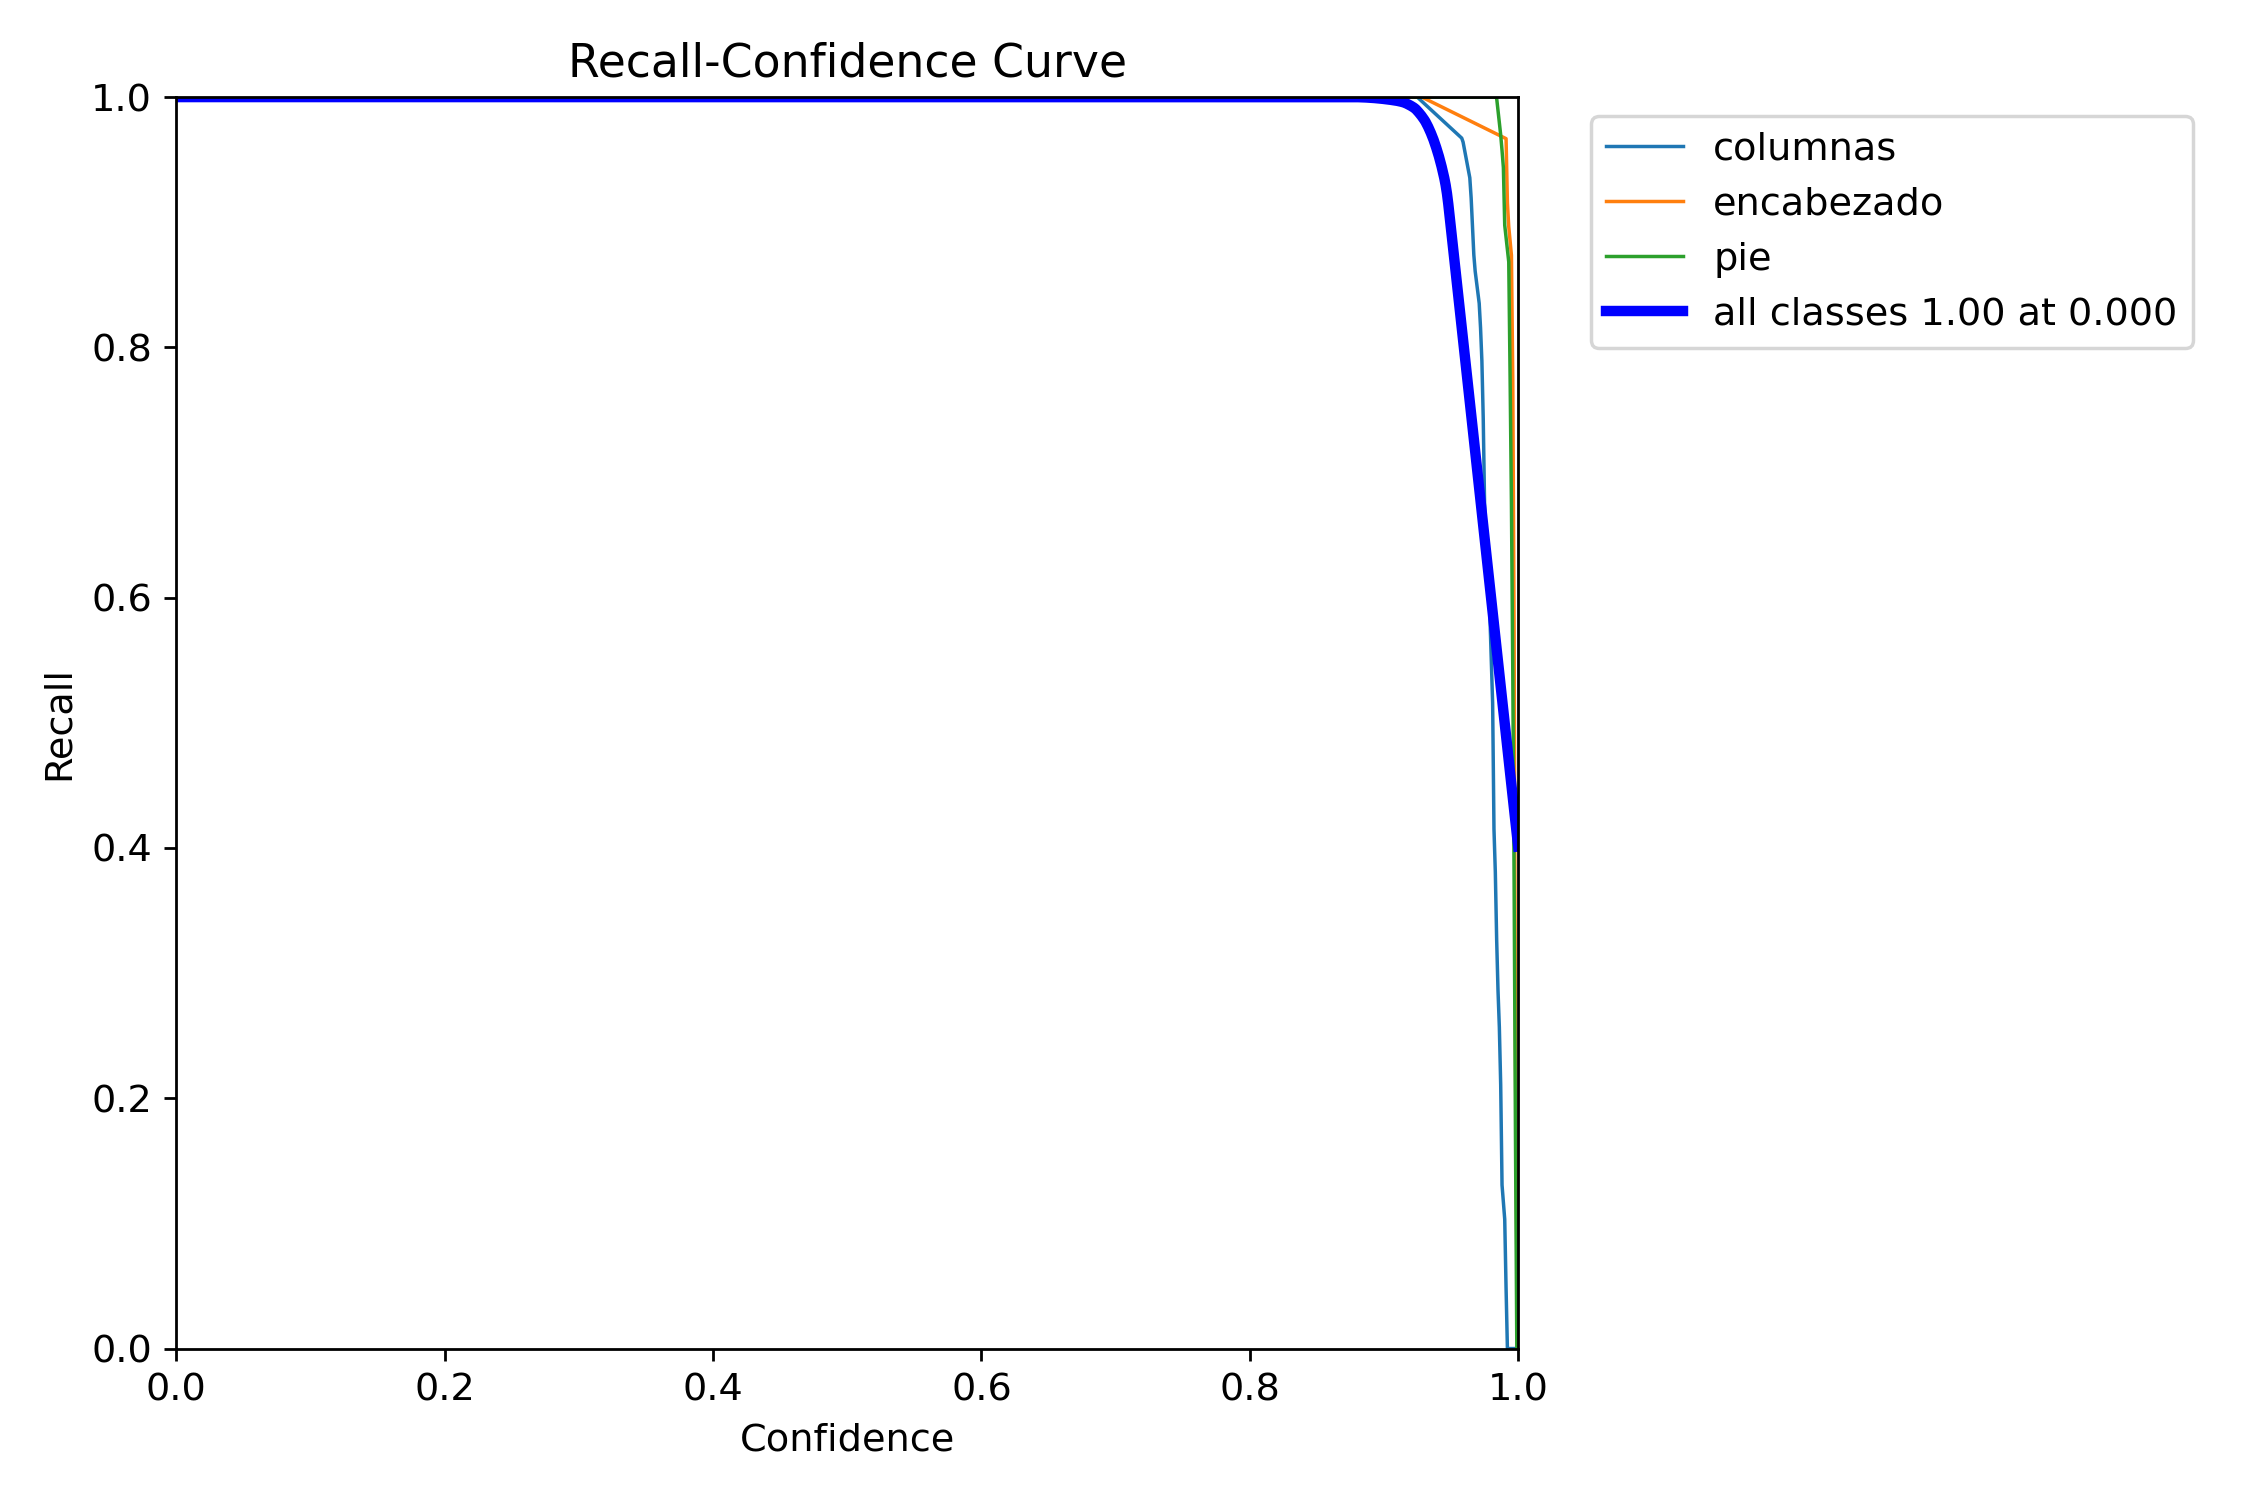 Recall-Confidence Curve
1.0
0.8
0.6
0.4
0.2
0.0
Recall
0.0 0.2 0.4 0.6 0.8 1.0
Confidence
columnas
encabezado
pie
all classes 1.00 at 0.000